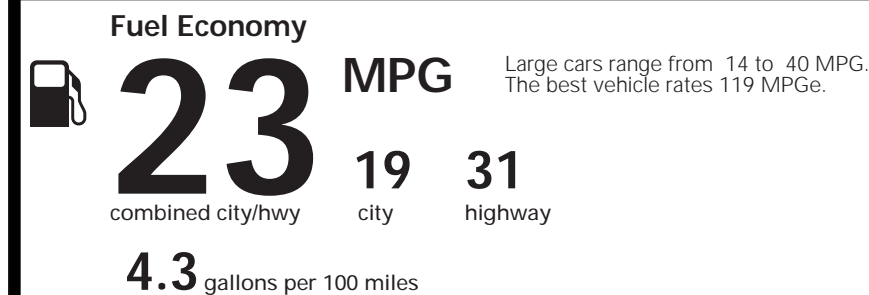 Fuel Economy
23 MPG
Large cars range from 14 to 40 MPG.
The best vehicle rates 119 MPGe.
19 31
combined city/hwy city highway
4.3 gallons per 100 miles